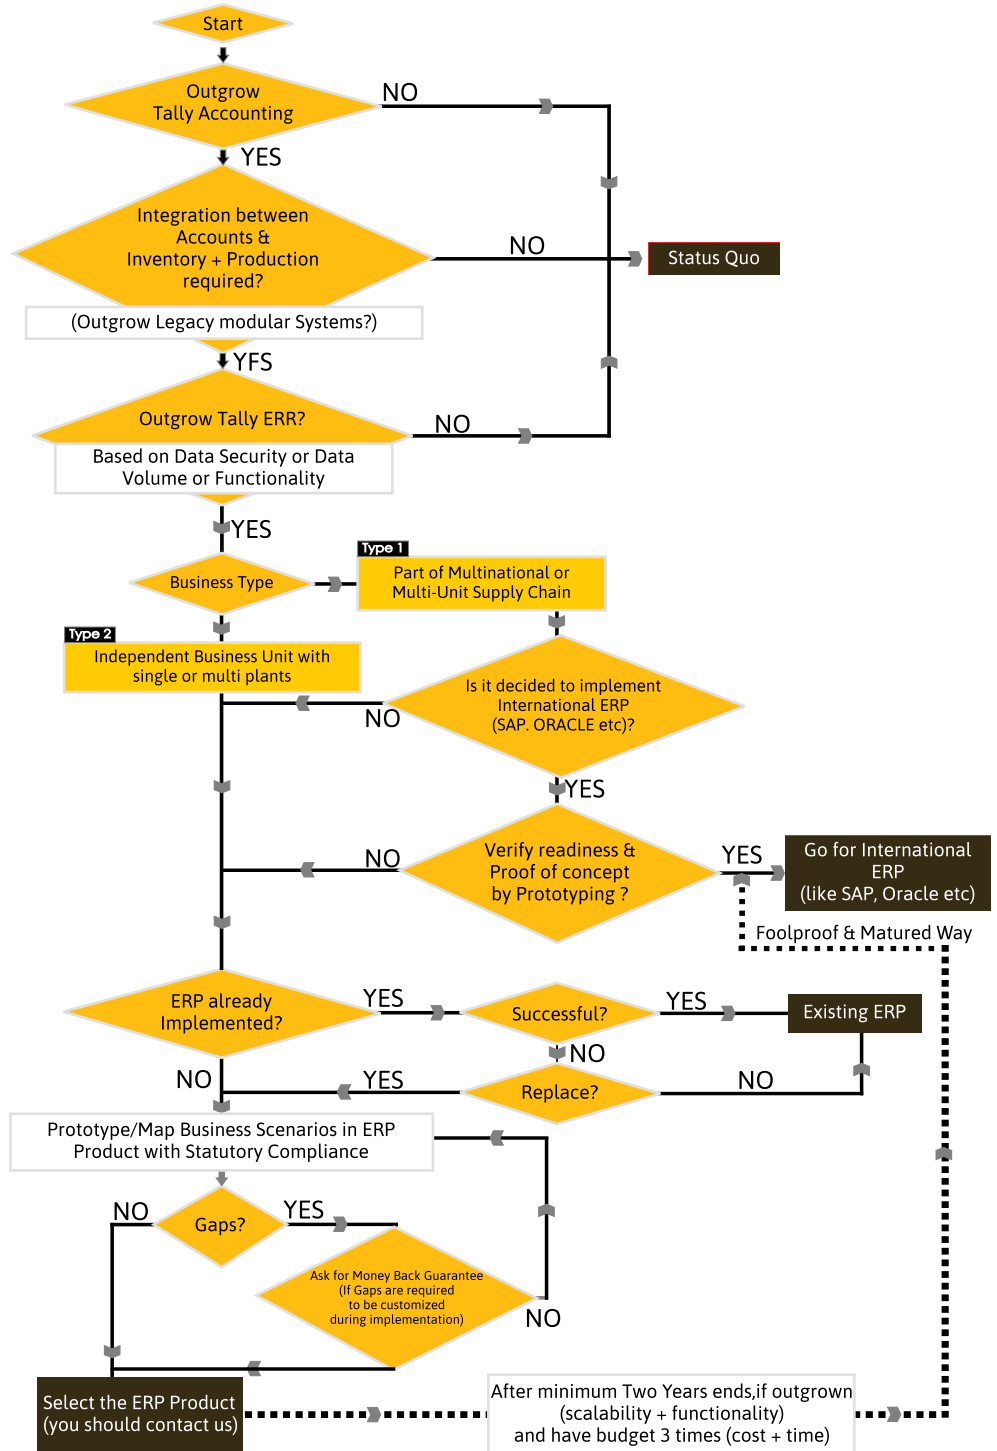 Start
Outgrow
Tally Accounting
NO
YES
Integration between
Accounts &
Inventory + Production
required?
NO
Status Quo
(Outgrow Legacy modular Systems?)
YFS
Outgrow Tally ERR?
NO
Based on Data Security or Data
Volume or Functionality
YES
Type 1
Business Type
Part of Multinational or
Multi-Unit Supply Chain
Type 2
Independent Business Unit with
single or multi plants
Is it decided to implement
International ERP
(SAP. ORACLE etc)?
NO
YES
Verify readiness &
Proof of concept
by Prototyping ?
NO
YES
Go for International
ERP
(like SAP, Oracle etc)
Foolproof & Matured Way
ERP already
Implemented?
YES
Successful?
YES
Existing ERP
NO
NO
YES
Replace?
NO
Prototype/Map Business Scenarios in ERP
Product with Statutory Compliance
NO
Gaps?
YES
Ask for Money Back Guarantee
(If Gaps are required
to be customized
during implementation)
NO
Select the ERP Product
(you should contact us)
After minimum Two Years ends,if outgrown
(scalability + functionality)
and have budget 3 times (cost + time)